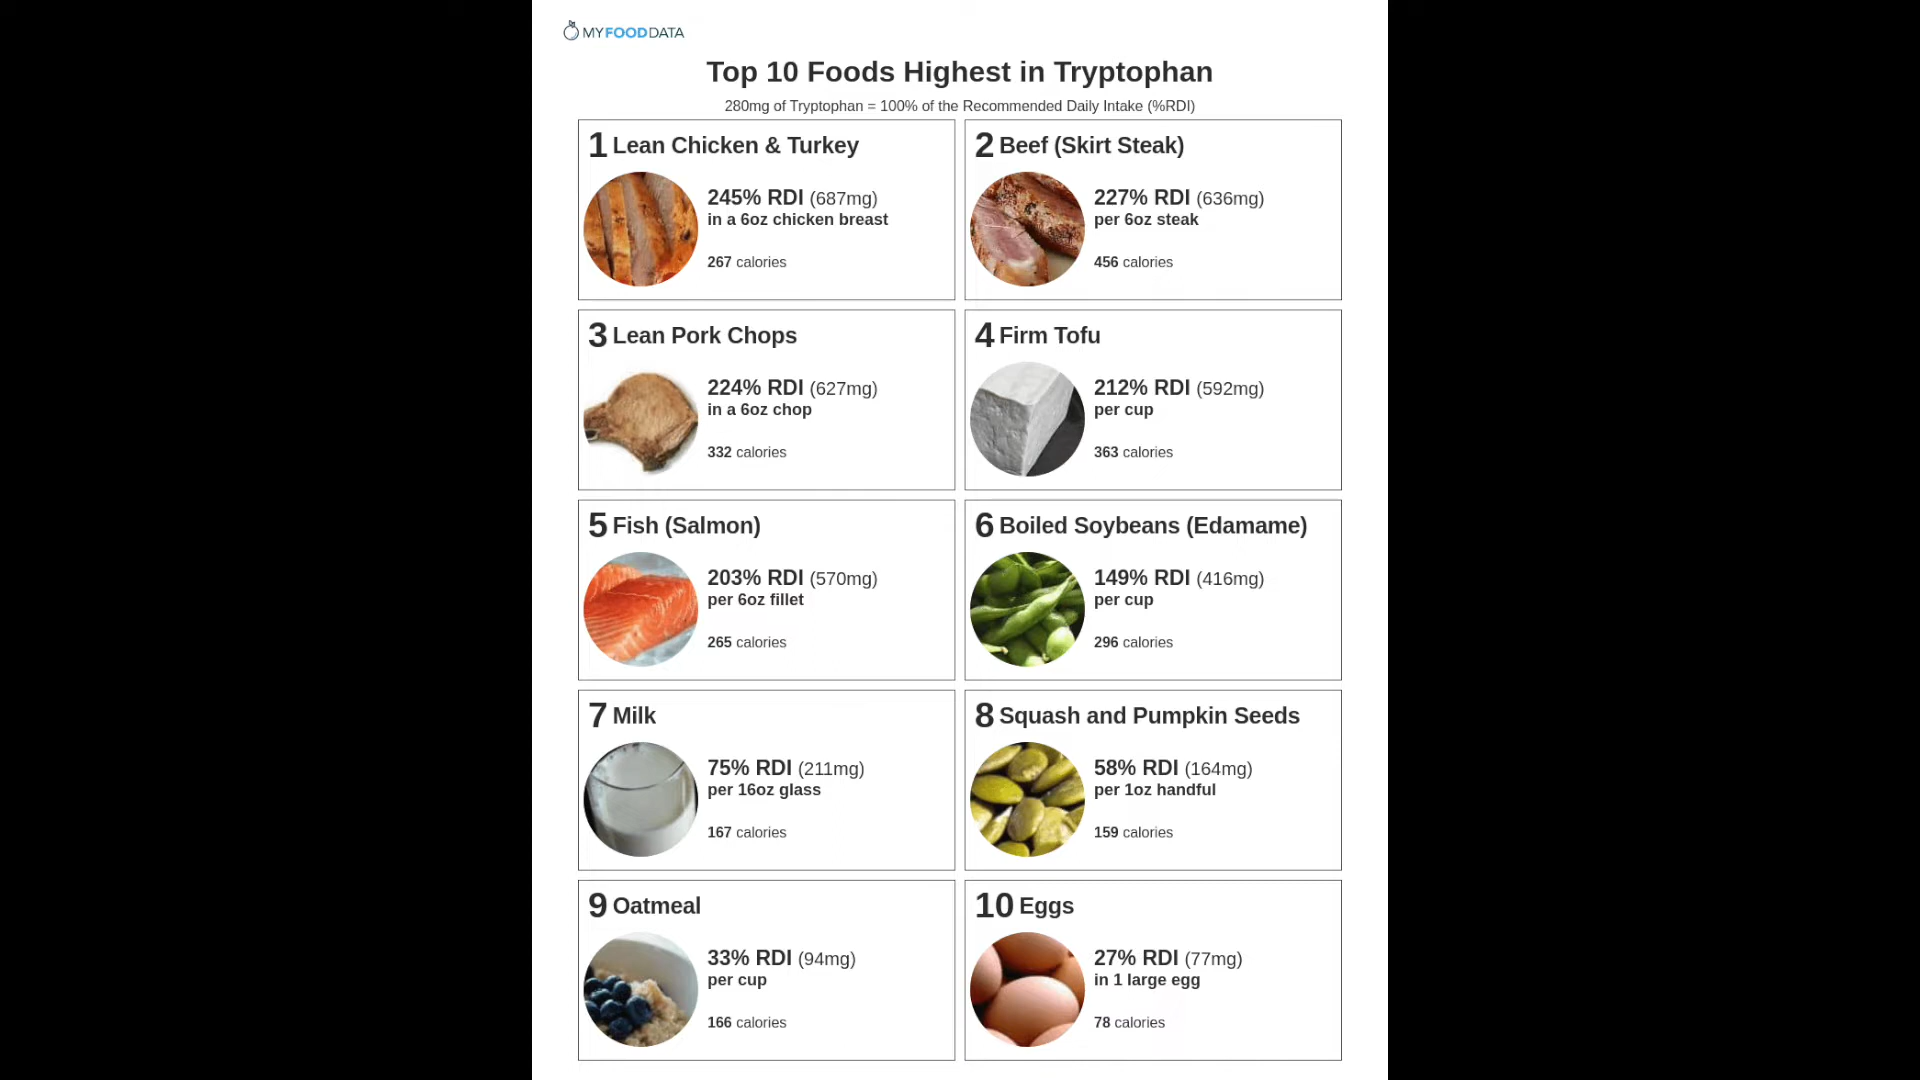 MYFOODDATA
Top 10 Foods Highest in Tryptophan
280mg of Tryptophan = 100% of the Recommended Daily Intake (%RDI)
1 Lean Chicken & Turkey
245% RDI (687mg)
in a 6oz chicken breast
267 calories
2 Beef (Skirt Steak)
227% RDI (636mg)
per 6oz steak
456 calories
3 Lean Pork Chops
224% RDI (627mg)
in a 6oz chop
332 calories
4 Firm Tofu
212% RDI (592mg)
per cup
363 calories
5 Fish (Salmon)
203% RDI (570mg)
per 6oz fillet
265 calories
6 Boiled Soybeans (Edamame)
149% RDI (416mg)
per cup
296 calories
7 Milk
75% RDI (211mg)
per 16oz glass
167 calories
8 Squash and Pumpkin Seeds
58% RDI (164mg)
per 1oz handful
159 calories
9 Oatmeal
33% RDI (94mg)
per cup
166 calories
10 Eggs
27% RDI (77mg)
in 1 large egg
78 calories